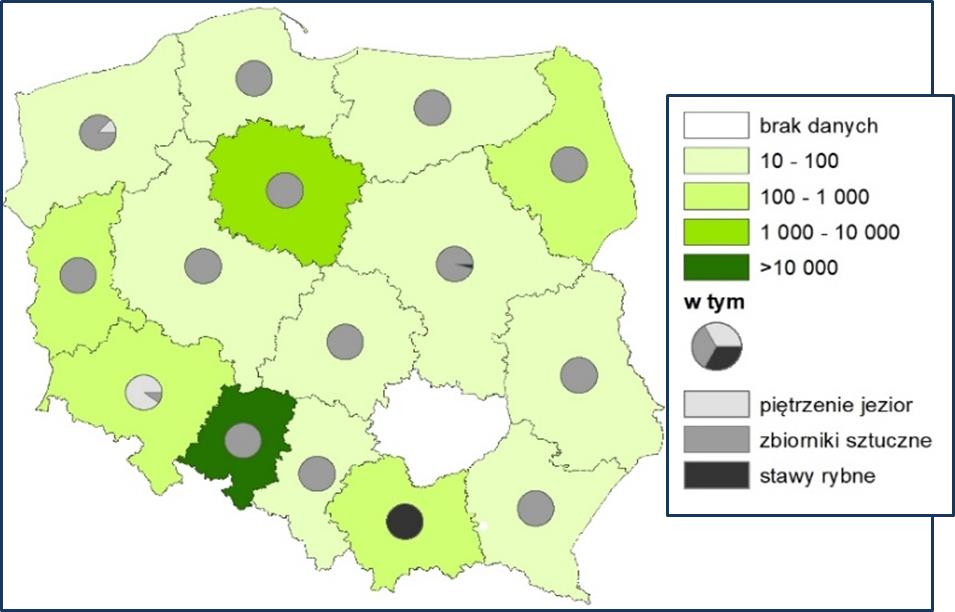 brak danych
10 - 100
100 - 1 000
1 000 - 10 000
>10 000
w tym
piętrzenie jezior
zbiorniki sztuczne
stawy rybne